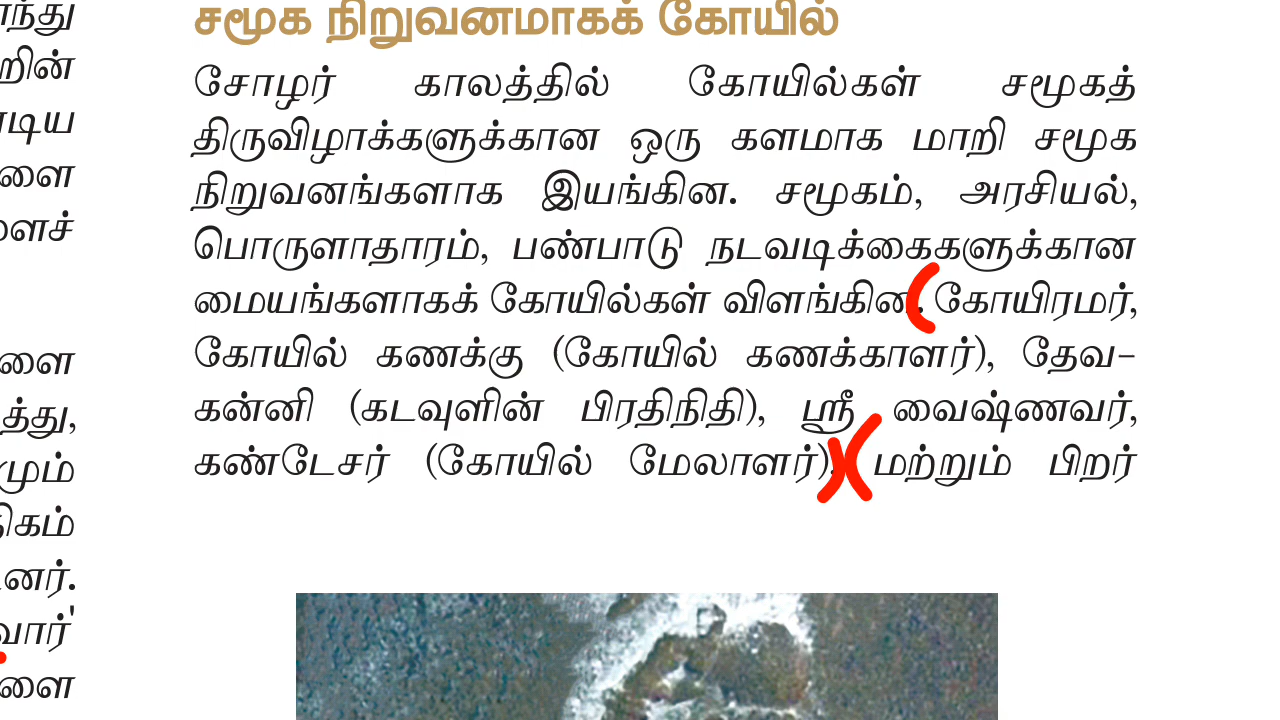 சமூக நிறுவனமாகக் கோயில்
சோழர் காலத்தில் கோயில்கள் சமூகத்
திருவிழாக்களுக்கான ஒரு களமாக மாறி சமூக
நிறுவனங்களாக இயங்கின. சமூகம், அரசியல்,
பொருளாதாரம், பண்பாடு நடவடிக்கைகளுக்கான
மையங்களாகக் கோயில்கள் விளங்கின. கோயிரமர்,
கோயில் கணக்கு (கோயில் கணக்காளர்), தேவ-
கன்னி (கடவுளின் பிரதிநிதி), ஸ்ரீ வைஷ்ணவர்,
கண்டேசர் (கோயில் மேலாளர்), மற்றும் பிறர்